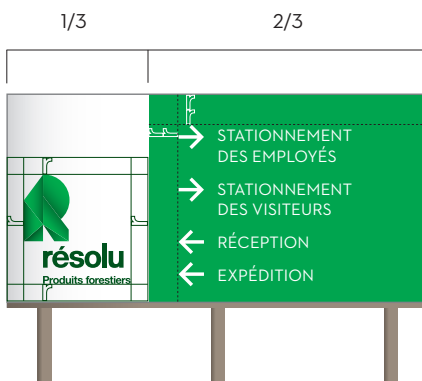 1/3 2/3
STATIONNEMENT
DES EMPLOYÉS
STATIONNEMENT
DES VISITEURS
RÉCEPTION
EXPÉDITION
résolu
Produits forestiers